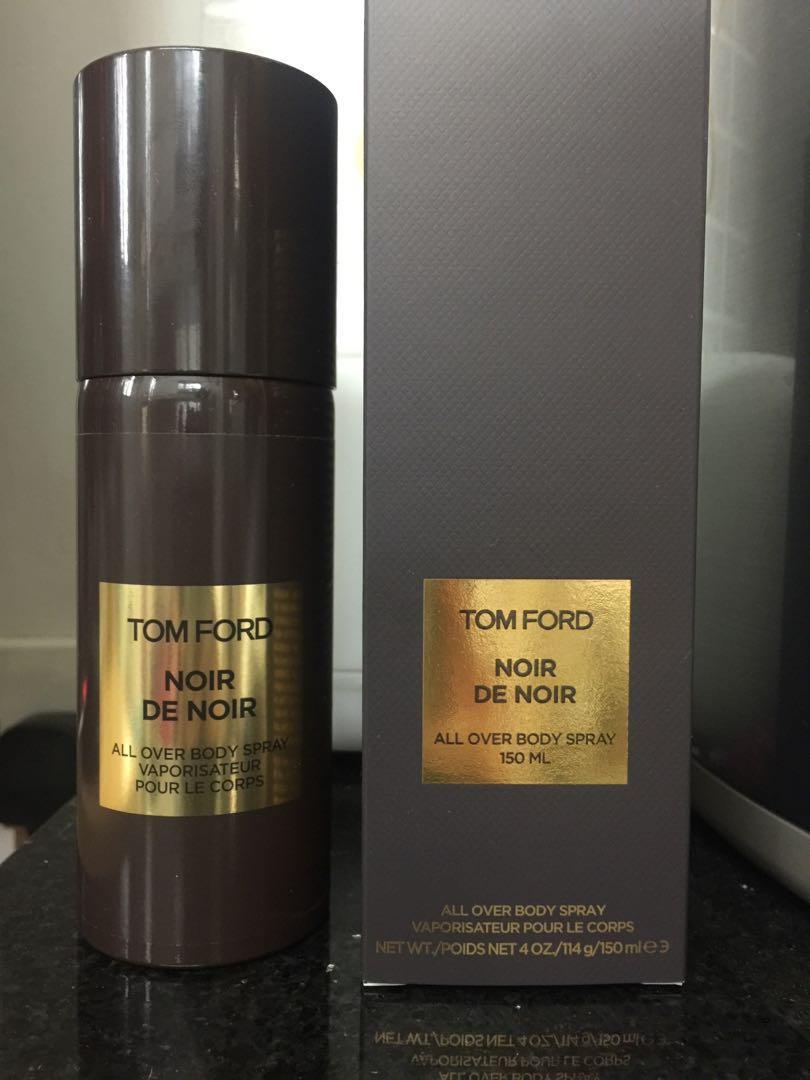 TOM FORD
NOIR
DE NOIR
ALL OVER BODY SPRAY
VAPORISATEUR
POUR LE CORPS
TOM FORD
NOIR
DE NOIR
ALL OVER BODY SPRAY
150 ML
ALL OVER BODY SPRAY
VAPORISATEUR POUR LE CORPS
NET WT./POIDS NET 4 OZ./114 g/150 ml ℮ 3